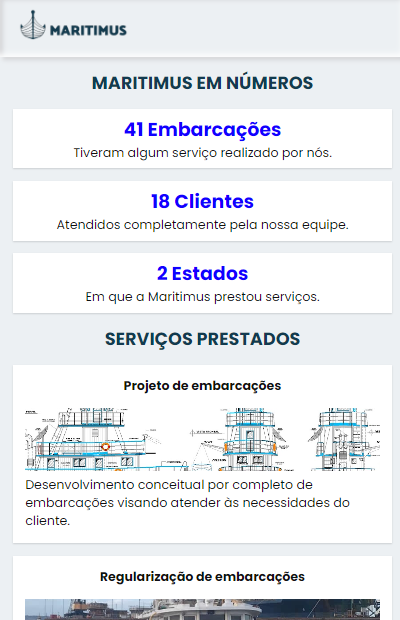 MARITIMUS
MARITIMUS EM NÚMEROS
41 Embarcações
Tiveram algum serviço realizado por nós.
18 Clientes
Atendidos completamente pela nossa equipe.
2 Estados
Em que a Maritimus prestou serviços.
SERVIÇOS PRESTADOS
Projeto de embarcações
Desenvolvimento conceitual por completo de
embarcações visando atender às necessidades do
cliente.
Regularização de embarcações